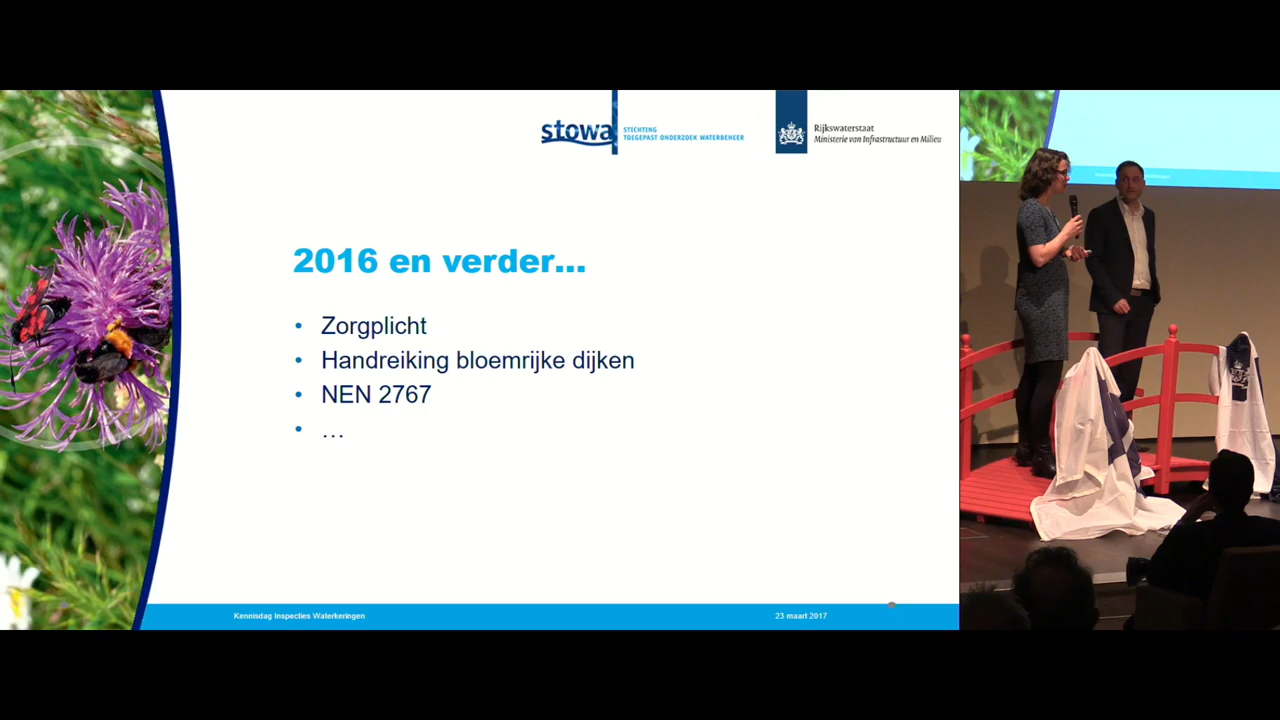 stowa
STICHTING
TOEGEPAST ONDERZOEK WATERBEHEER
Rijkswaterstaat
Ministerie van Infrastructuur en Milieu
2016 en verder...
• Zorgplicht
• Handreiking bloemrijke dijken
• NEN 2767
• …
Kennisdag Inspecties Waterkeringen
23 maart 2017